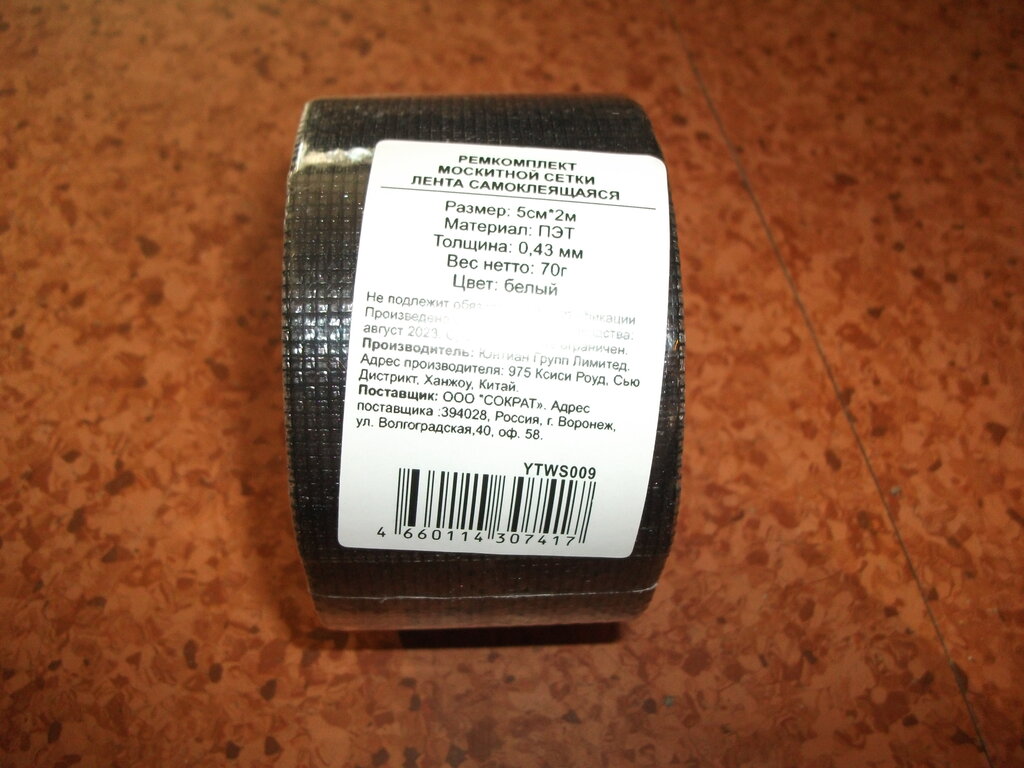 РЕМКОМПЛЕКТ
МОСКИТНОЙ СЕТКИ
ЛЕНТА САМОКЛЕЯЩАЯСЯ
Размер: 5см*2м
Материал: ПЭТ
Толщина: 0,43 мм
Вес нетто: 70г
Цвет: белый
Не подлежит
Произведено
август 2023. ограничен.
Производитель: Групп Лимитед.
Адрес производителя: 975 Ксиси Роуд, Сью
Дистрикт, Ханжоу, Китай.
Поставщик: ООО "СОКРАТ». Адрес
поставщика :394028, Россия, г. Воронеж,
ул. Волгоградская,40, оф. 58.
YTWS009
4 660114 307417